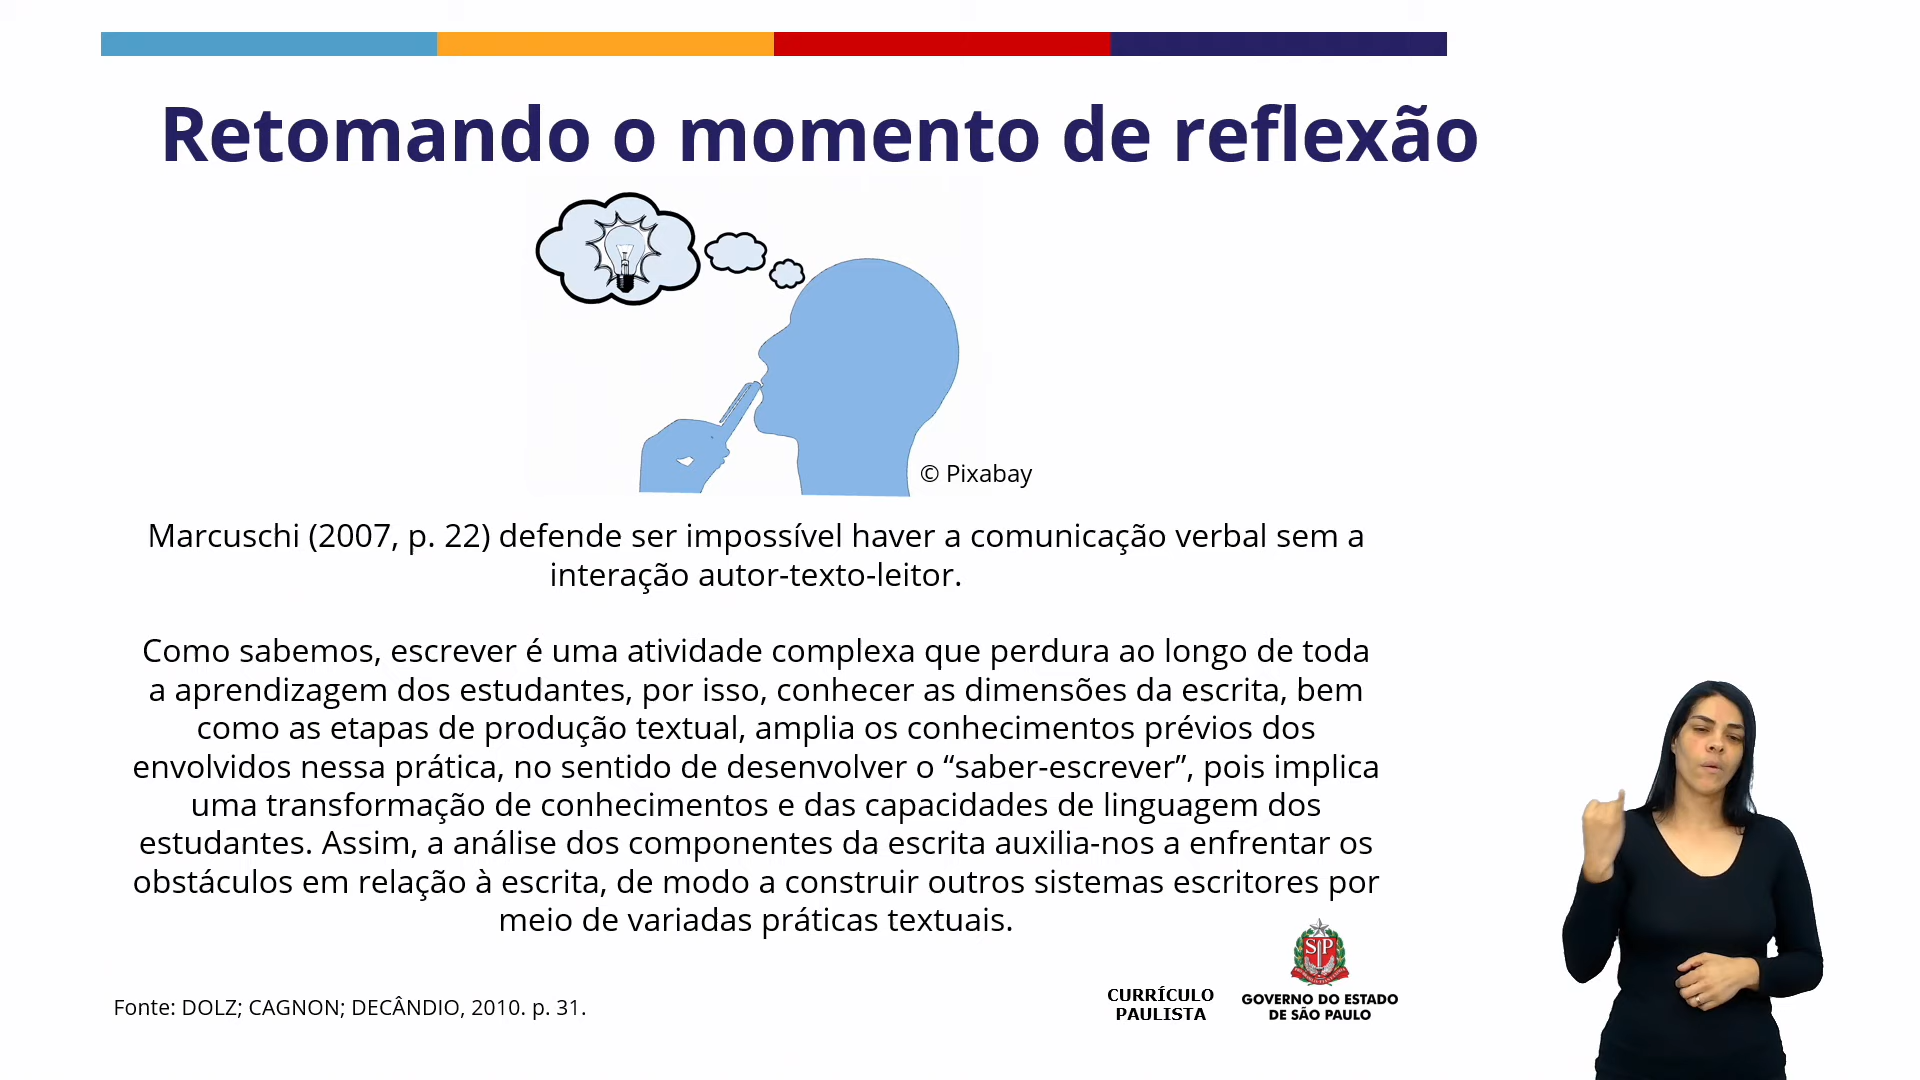 Retomando o momento de reflexão
© Pixabay
Marcuschi (2007, p. 22) defende ser impossível haver a comunicação verbal sem a
interação autor-texto-leitor.
Como sabemos, escrever é uma atividade complexa que perdura ao longo de toda
a aprendizagem dos estudantes, por isso, conhecer as dimensões da escrita, bem
como as etapas de produção textual, amplia os conhecimentos prévios dos
envolvidos nessa prática, no sentido de desenvolver o “saber-escrever”, pois implica
uma transformação de conhecimentos e das capacidades de linguagem dos
estudantes. Assim, a análise dos componentes da escrita auxilia-nos a enfrentar os
obstáculos em relação à escrita, de modo a construir outros sistemas escritores por
meio de variadas práticas textuais.
Fonte: DOLZ; CAGNON; DECÂNDIO, 2010. p. 31.
CURRÍCULO
PAULISTA
SP
GOVERNO DO ESTADO
DE SÃO PAULO